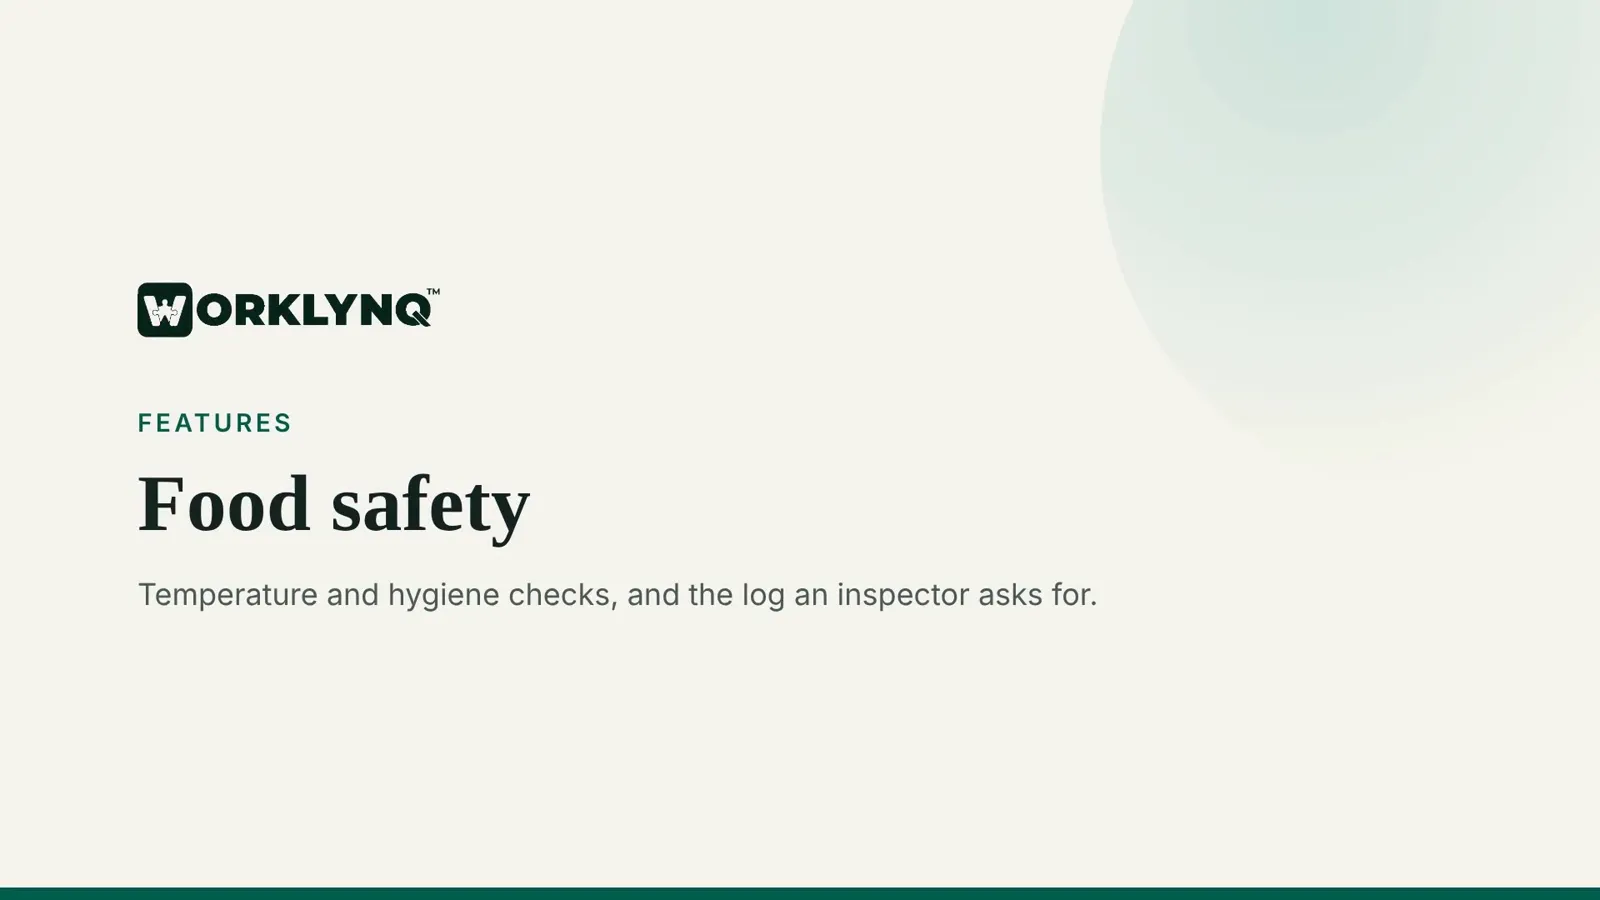 WORKLYNQ™
FEATURES
Food safety
Temperature and hygiene checks, and the log an inspector asks for.